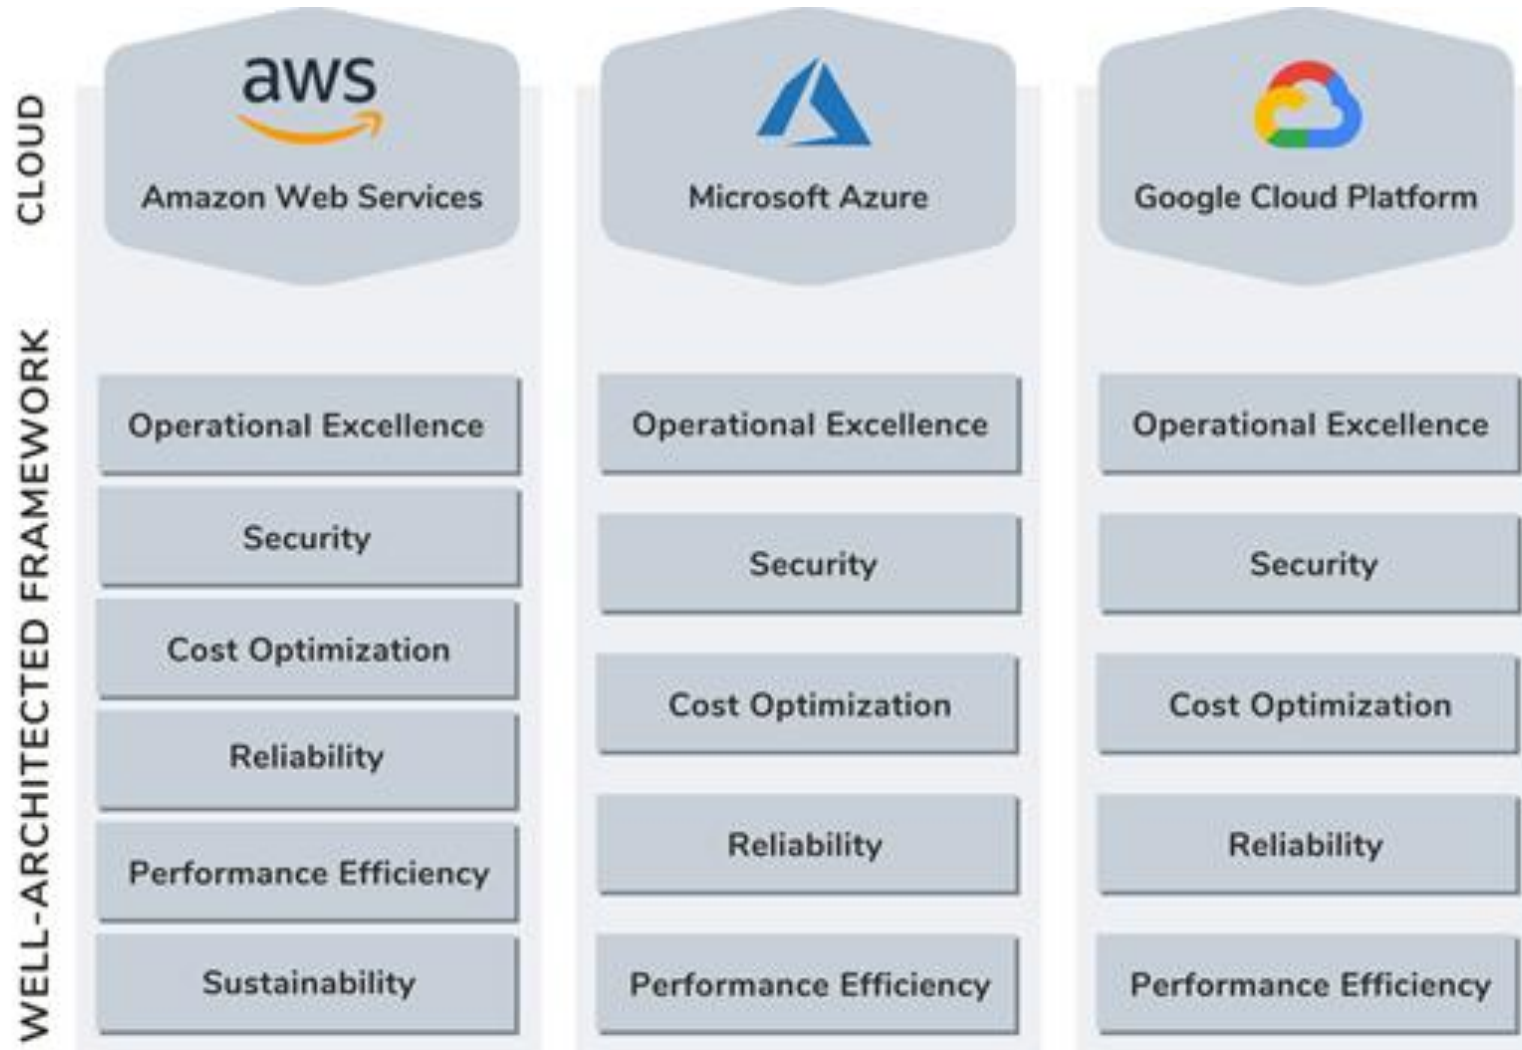 CLOUD
aws
Amazon Web Services
Microsoft Azure
Google Cloud Platform
WELL-ARCHITECTED FRAMEWORK
Operational Excellence
Security
Cost Optimization
Reliability
Performance Efficiency
Sustainability
Operational Excellence
Security
Cost Optimization
Reliability
Performance Efficiency
Operational Excellence
Security
Cost Optimization
Reliability
Performance Efficiency